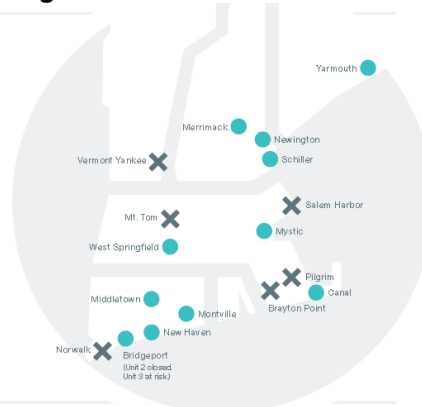 Yarmouth
Merrimack
Newington
Schiller
Vermont Yankee
Salem Harbor
Mt. Tom
Mystic
West Springfield
Pilgrim
Canal
Brayton Point
Middletown
Montville
New Haven
Norwalk
Bridgeport
(Unit 2 closed
Unit 3 at risk)